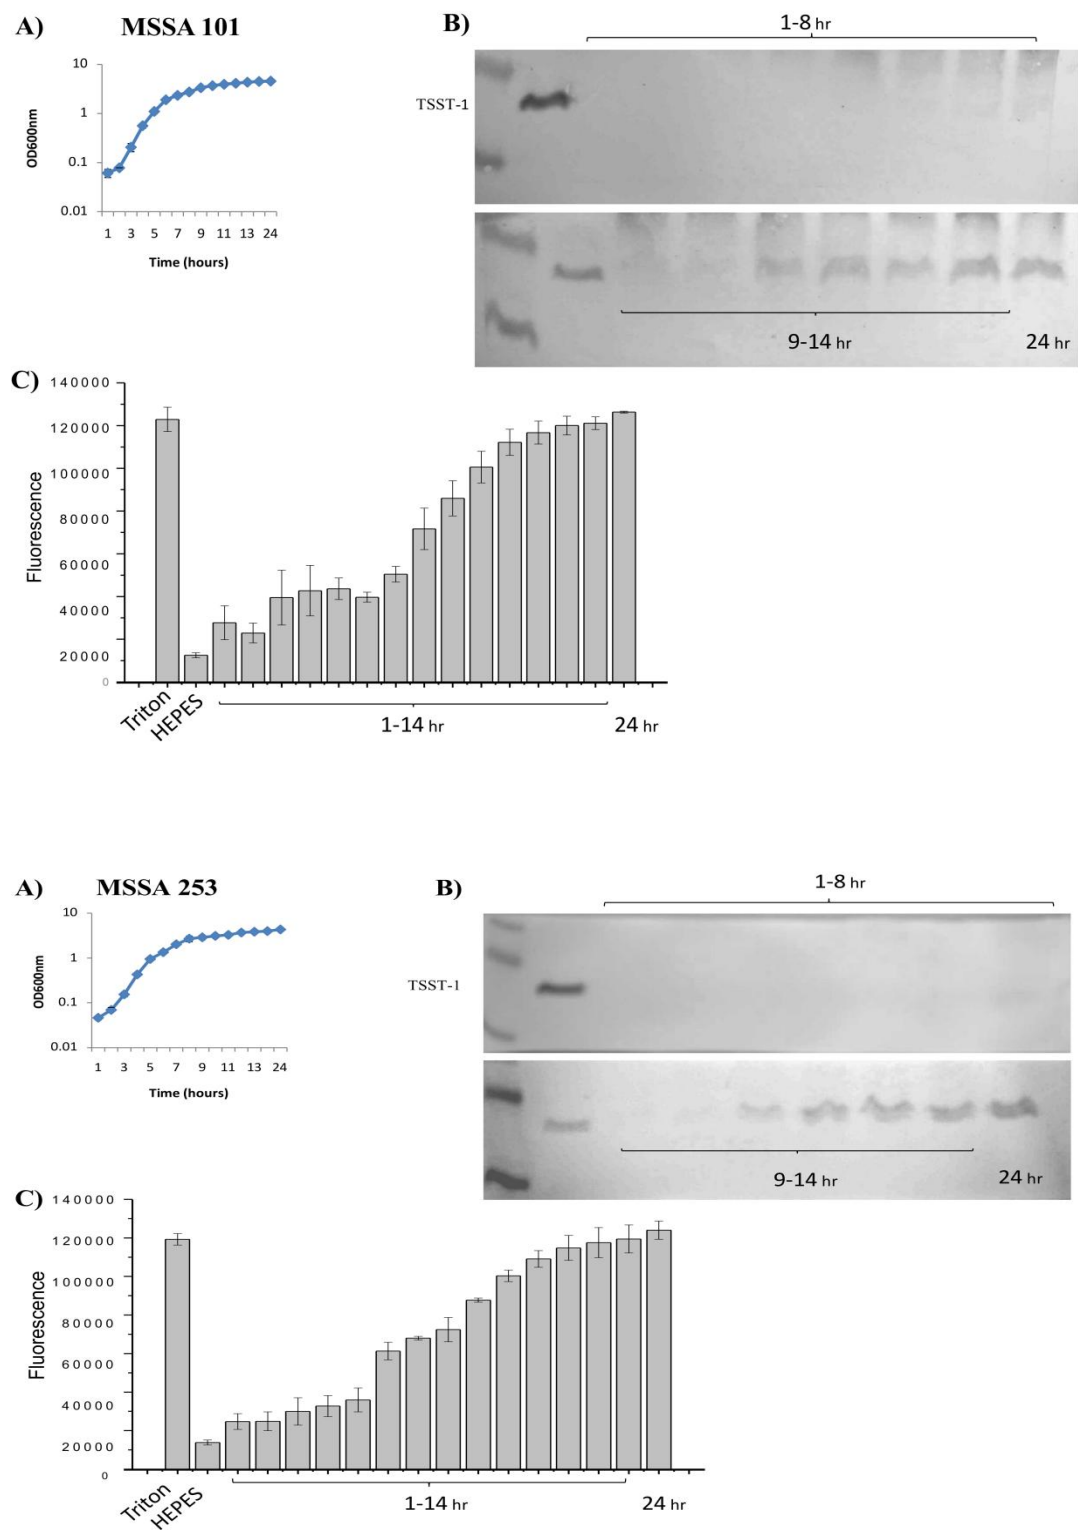 A) MSSA 101
10
1
0.1
0.01
OD600nm
1 3 5 7 9 11 13 24
Time (hours)
B)
1-8 hr
TSST-1
9-14 hr
24 hr
C)
140000
120000
100000
80000
60000
40000
20000
0
Fluorescence
Triton
HEPES
1-14 hr
24 hr
A) MSSA 253
10
1
0.1
0.01
OD600nm
1 3 5 7 9 11 13 24
Time (hours)
B)
1-8 hr
TSST-1
9-14 hr
24 hr
C)
140000
120000
100000
80000
60000
40000
20000
0
Fluorescence
Triton
HEPES
1-14 hr
24 hr